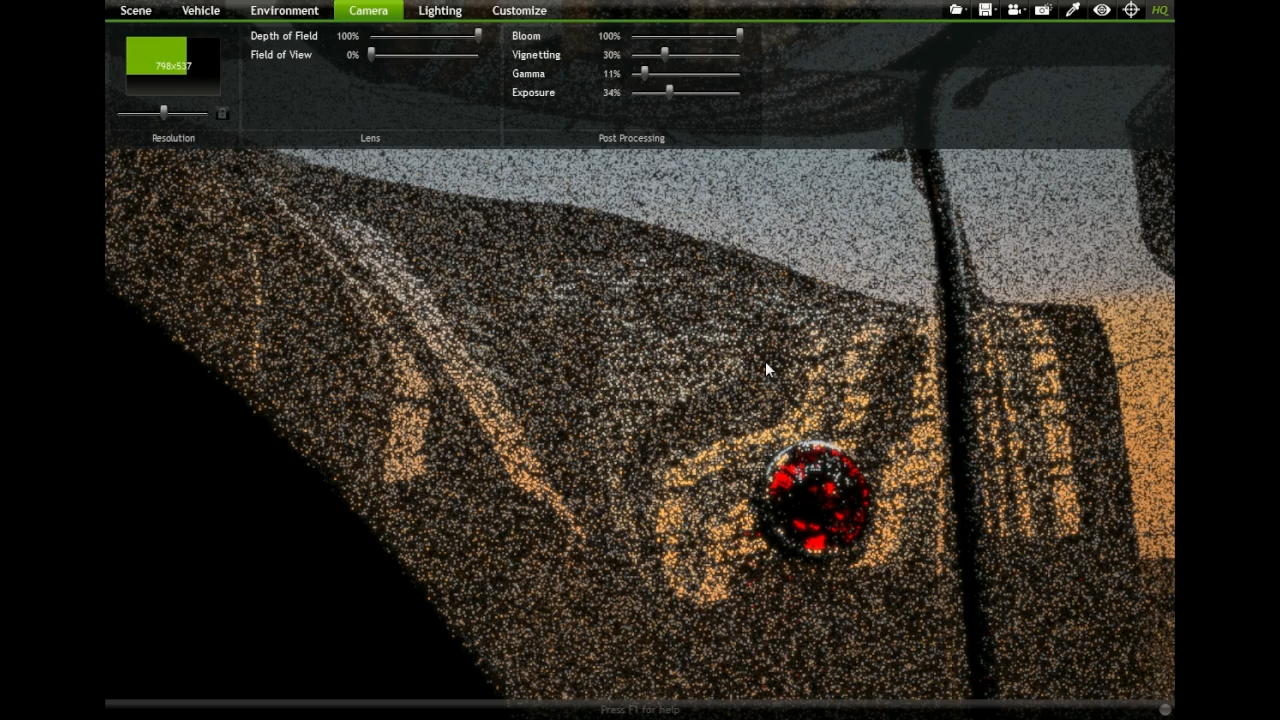 Scene Vehicle Environment Camera Lighting Customize HQ
798x537
Depth of Field 100%
Field of View 0%
Bloom 100%
Vignetting 30%
Gamma 11%
Exposure 34%
Resolution Lens Post Processing
Press F1 for help